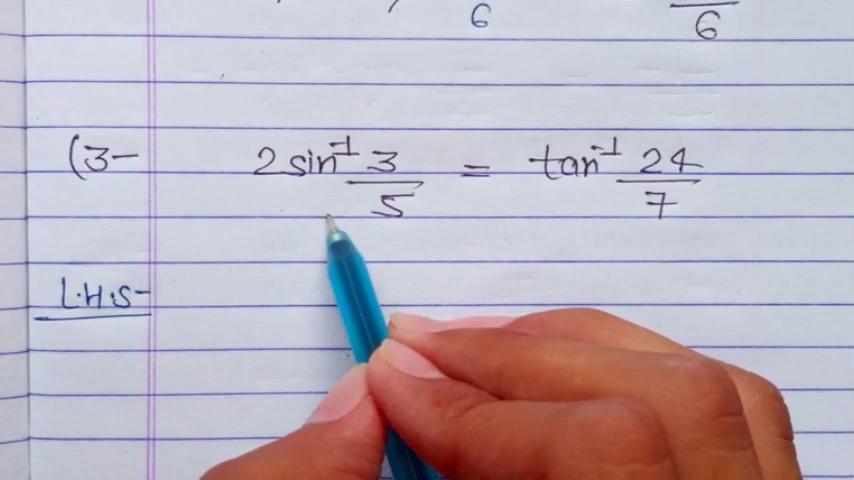 6 6
(3- 2 sin⁻¹ 3/5 = tan⁻¹ 24/7
L.H.S-